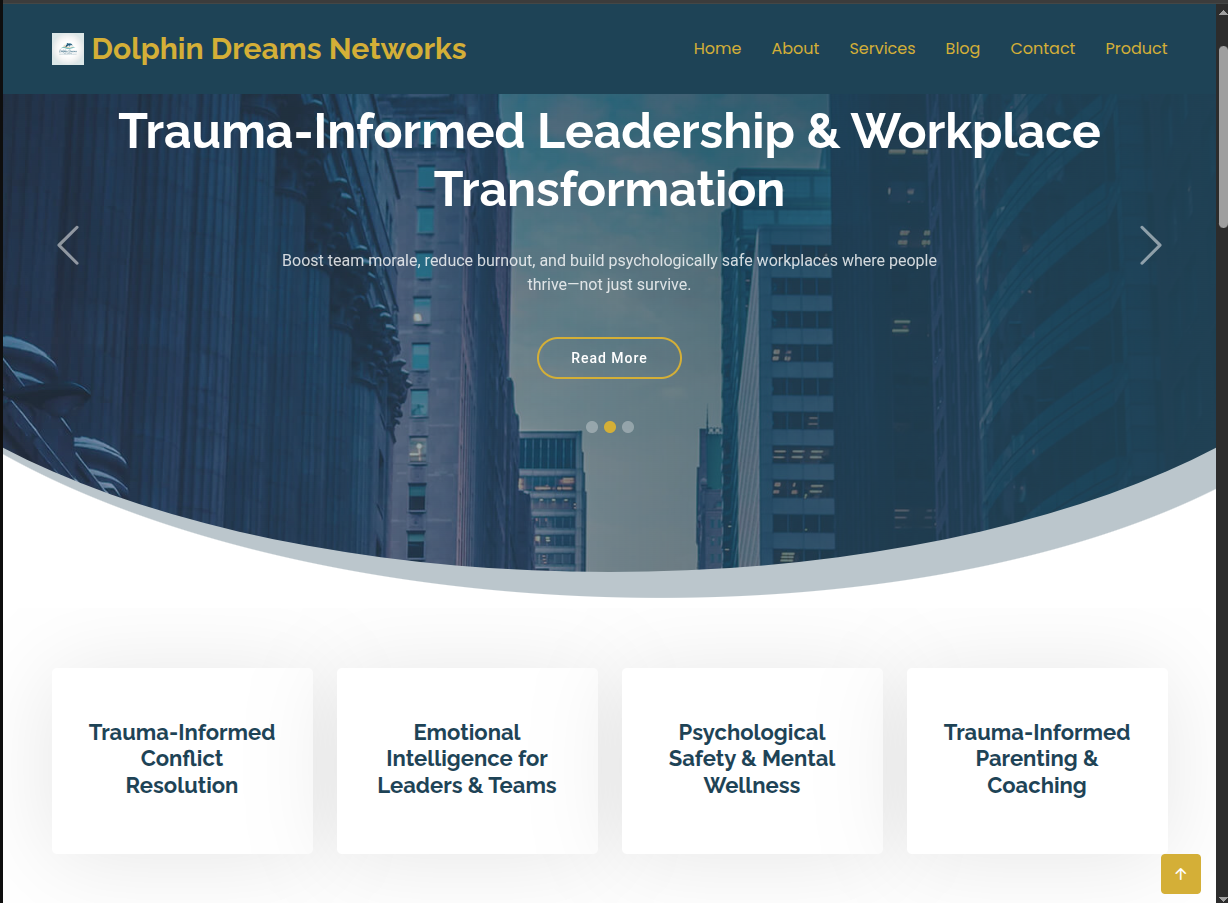 Dolphin Dreams Networks
Home About Services Blog Contact Product
Trauma-Informed Leadership & Workplace
Transformation
Boost team morale, reduce burnout, and build psychologically safe workplaces where people
thrive—not just survive.
Read More
Trauma-Informed
Conflict
Resolution
Emotional
Intelligence for
Leaders & Teams
Psychological
Safety & Mental
Wellness
Trauma-Informed
Parenting &
Coaching